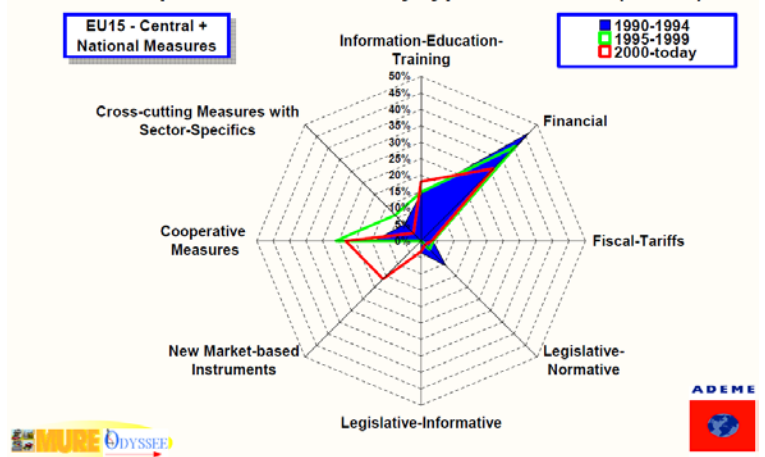 EU15 - Central +
National Measures
1990-1994
1995-1999
2000-today
Information-Education-
Training
50%
45%
40%
35%
30%
25%
20%
15%
10%
5%
0%
Cross-cutting Measures with
Sector-Specifics
Financial
Cooperative
Measures
Fiscal-Tariffs
New Market-based
Instruments
Legislative-
Normative
Legislative-Informative
ADEME
MURE ODYSSEE